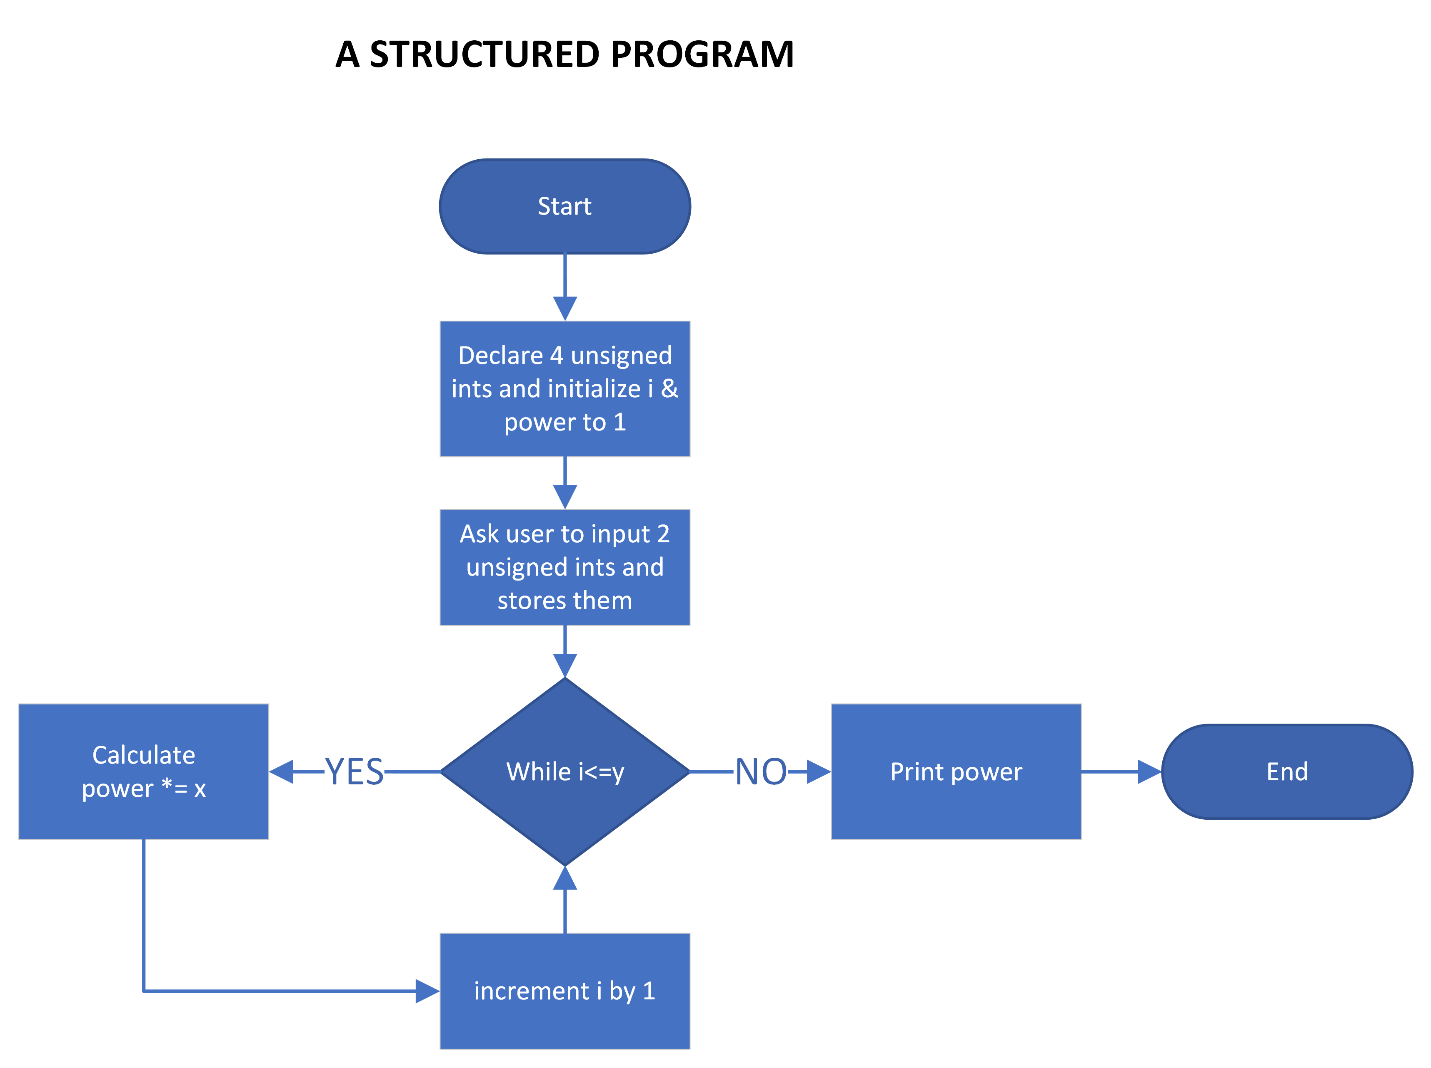 A STRUCTURED PROGRAM
Start
Declare 4 unsigned
ints and initialize i &
power to 1
Ask user to input 2
unsigned ints and
stores them
Calculate
power *= x
YES
While i<=y
NO
Print power
End
increment i by 1